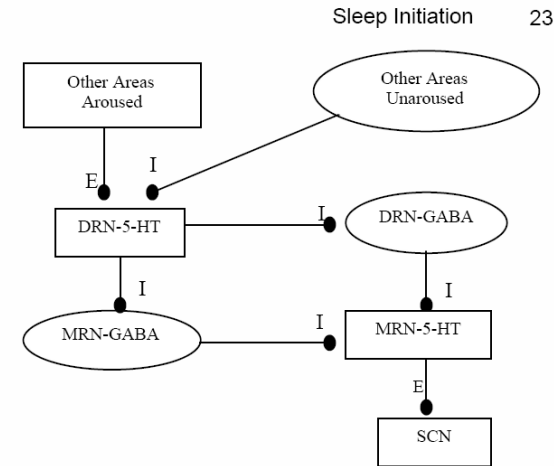 Sleep Initiation 23
Other Areas
Aroused
Other Areas
Unaroused
E
I
DRN-5-HT
I
DRN-GABA
I
I
MRN-GABA
I
MRN-5-HT
E
SCN